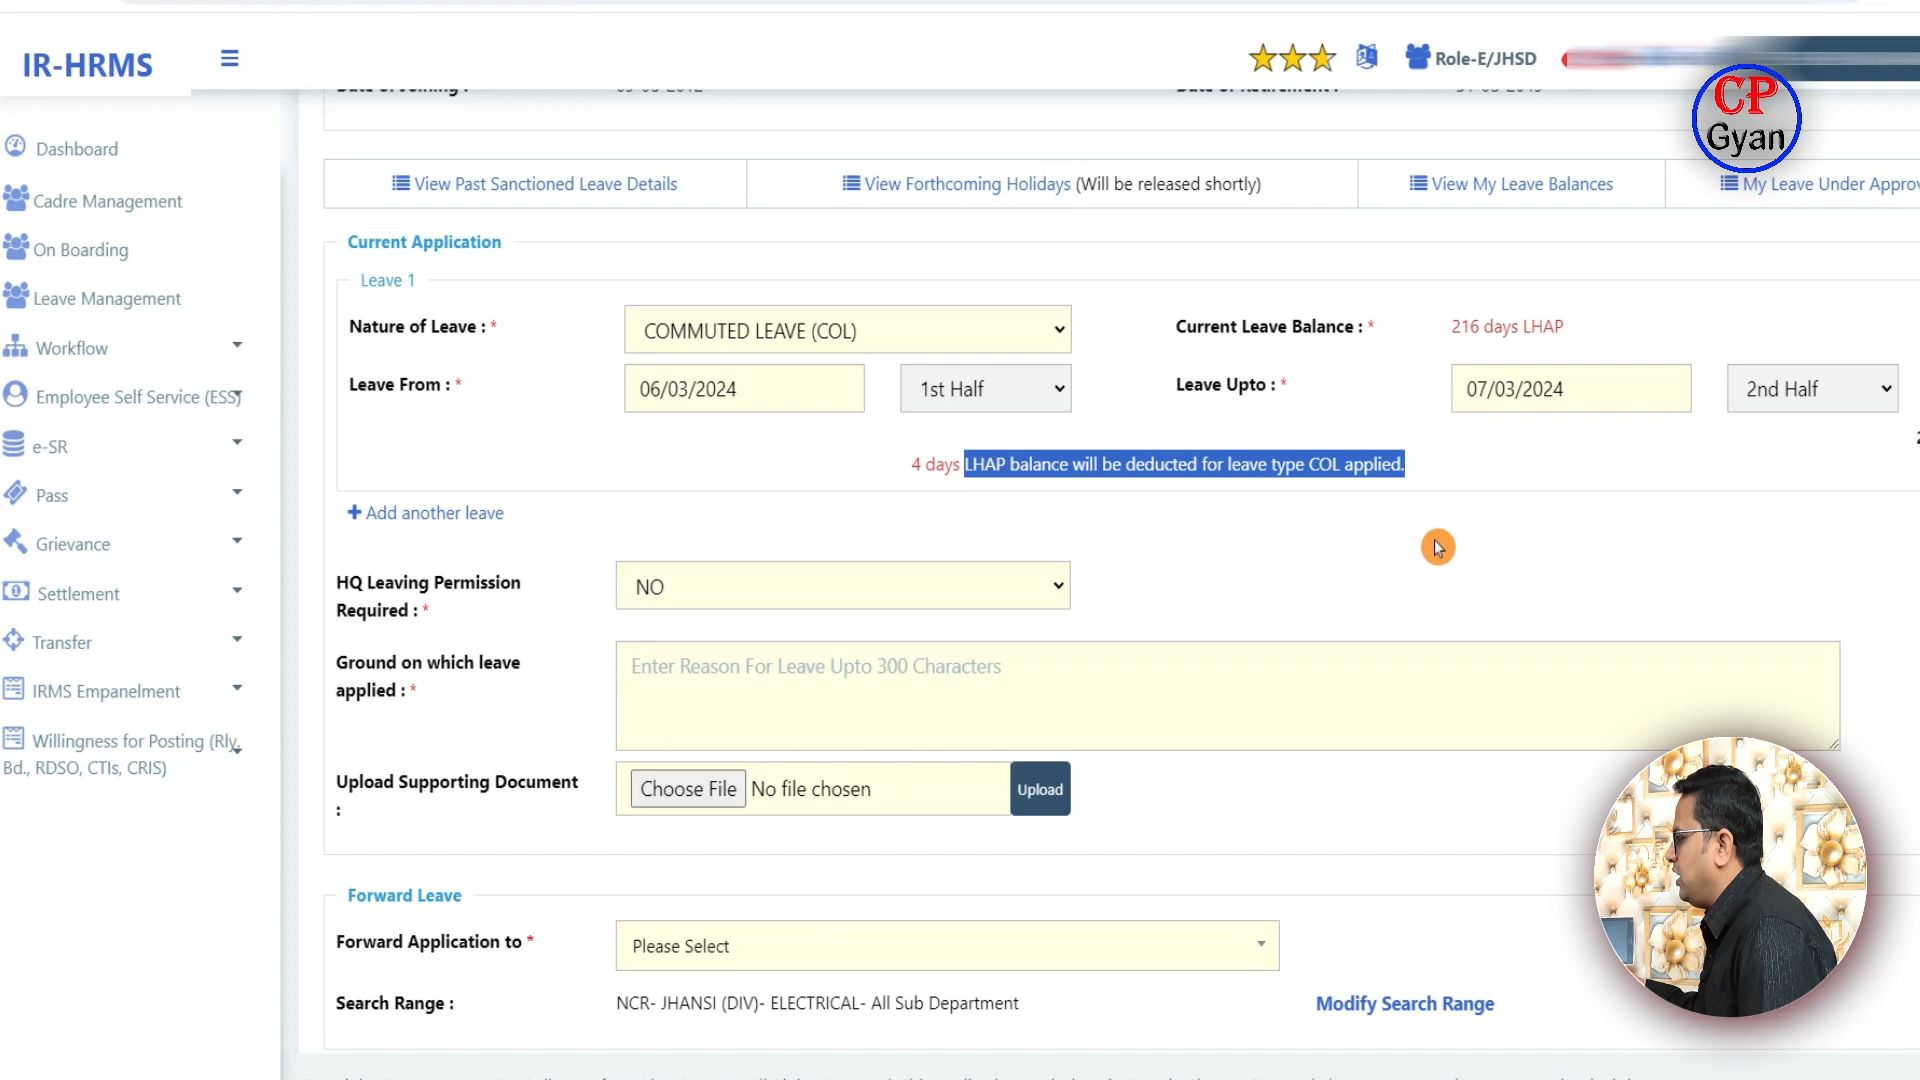 IR-HRMS
Role-E/JHSD
CP
Gyan
Dashboard
Cadre Management
On Boarding
Leave Management
Workflow
Employee Self Service (ESS)
e-SR
Pass
Grievance
Settlement
Transfer
IRMS Empanelment
Willingness for Posting (Rly.
Bd., RDSO, CTIs, CRIS)
View Past Sanctioned Leave Details
View Forthcoming Holidays (Will be released shortly)
View My Leave Balances
My Leave Under Approv
Current Application
Leave 1
Nature of Leave : *
COMMUTED LEAVE (COL)
Current Leave Balance : *
216 days LHAP
Leave From : *
06/03/2024
1st Half
Leave Upto : *
07/03/2024
2nd Half
4 days LHAP balance will be deducted for leave type COL applied.
Add another leave
HQ Leaving Permission
Required : *
NO
Ground on which leave
applied : *
Enter Reason For Leave Upto 300 Characters
Upload Supporting Document
:
Choose File No file chosen
Upload
Forward Leave
Forward Application to *
Please Select
Search Range :
NCR- JHANSI (DIV)- ELECTRICAL- All Sub Department
Modify Search Range